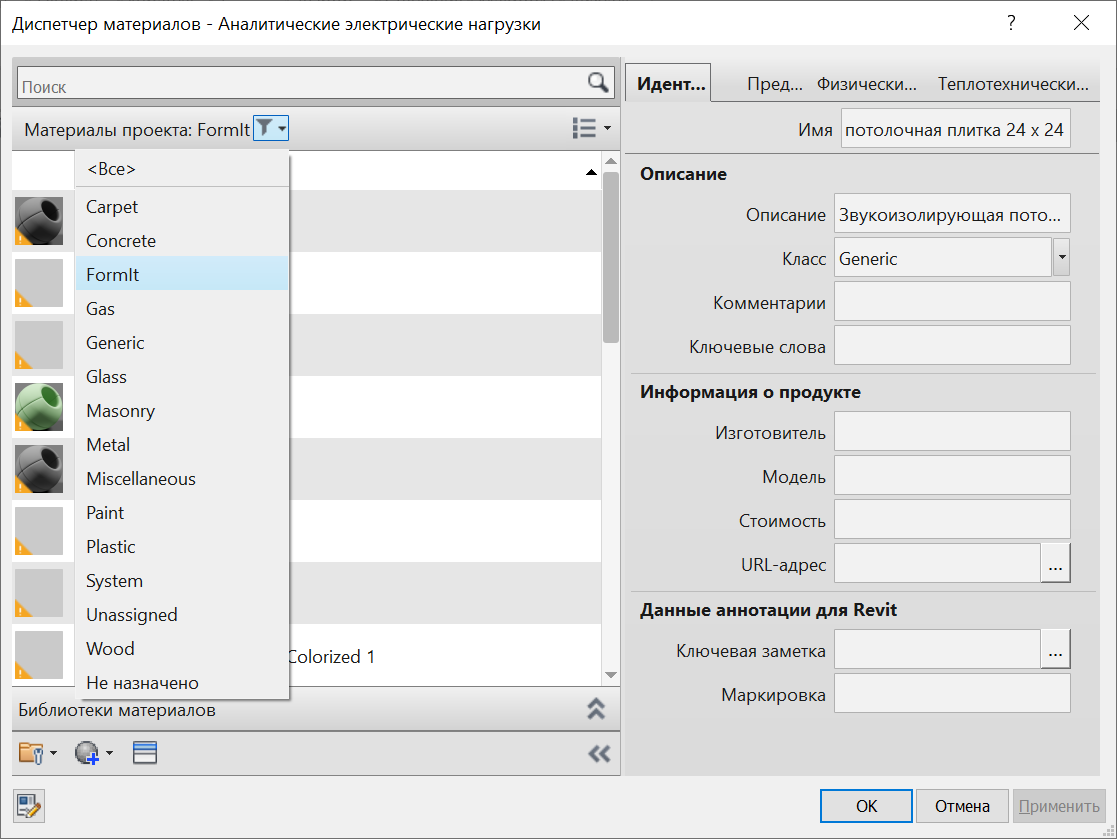 Диспетчер материалов - Аналитические электрические нагрузки
?
Поиск
Материалы проекта: FormIt
<Все>
Carpet
Concrete
FormIt
Gas
Generic
Glass
Masonry
Metal
Miscellaneous
Paint
Plastic
System
Unassigned
Wood
Не назначено
Colorized 1
Библиотеки материалов
Идент... Пред... Физически... Теплотехнически...
Имя потолочная плитка 24 x 24
Описание
Описание Звукоизолирующая пото...
Класс Generic
Комментарии
Ключевые слова
Информация о продукте
Изготовитель
Модель
Стоимость
URL-адрес ...
Данные аннотации для Revit
Ключевая заметка ...
Маркировка
OK Отмена Применить